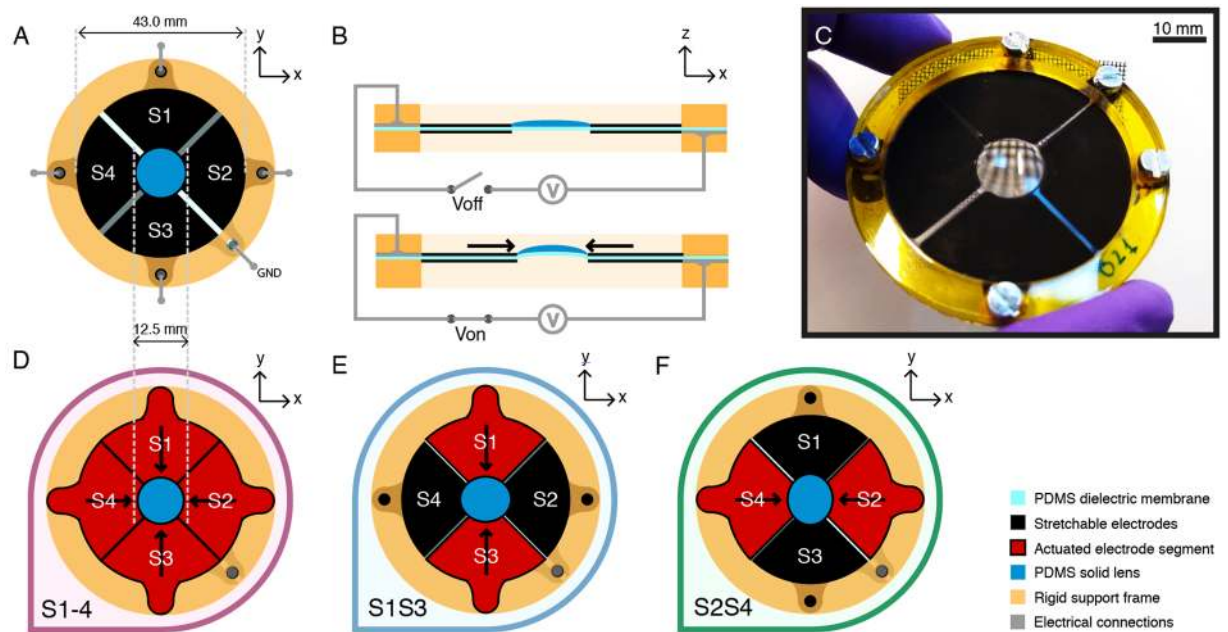 A
43.0 mm
y
x
S1
S4
S2
S3
GND
12.5 mm
B
z
x
Voff
V
Von
V
C
10 mm
621
D
y
x
S1
S4
S2
S3
S1-4
E
y
x
S1
S4
S2
S3
S1S3
F
y
x
S1
S4
S2
S3
S2S4
PDMS dielectric membrane
Stretchable electrodes
Actuated electrode segment
PDMS solid lens
Rigid support frame
Electrical connections